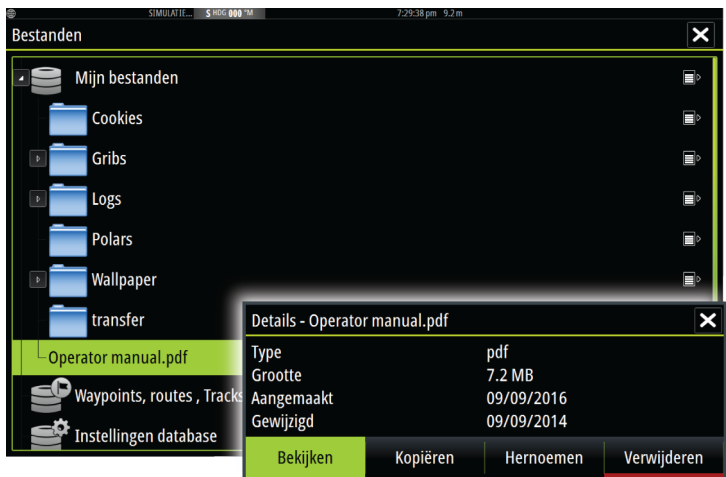 SIMULATIE... S HDG 000 °M 7:29:38 pm 9.2 m
Bestanden
Mijn bestanden
Cookies
Gribs
Logs
Polars
Wallpaper
transfer
Operator manual.pdf
Waypoints, routes , Tracks
Instellingen database
Details - Operator manual.pdf
Type pdf
Grootte 7.2 MB
Aangemaakt 09/09/2016
Gewijzigd 09/09/2014
Bekijken Kopiëren Hernoemen Verwijderen